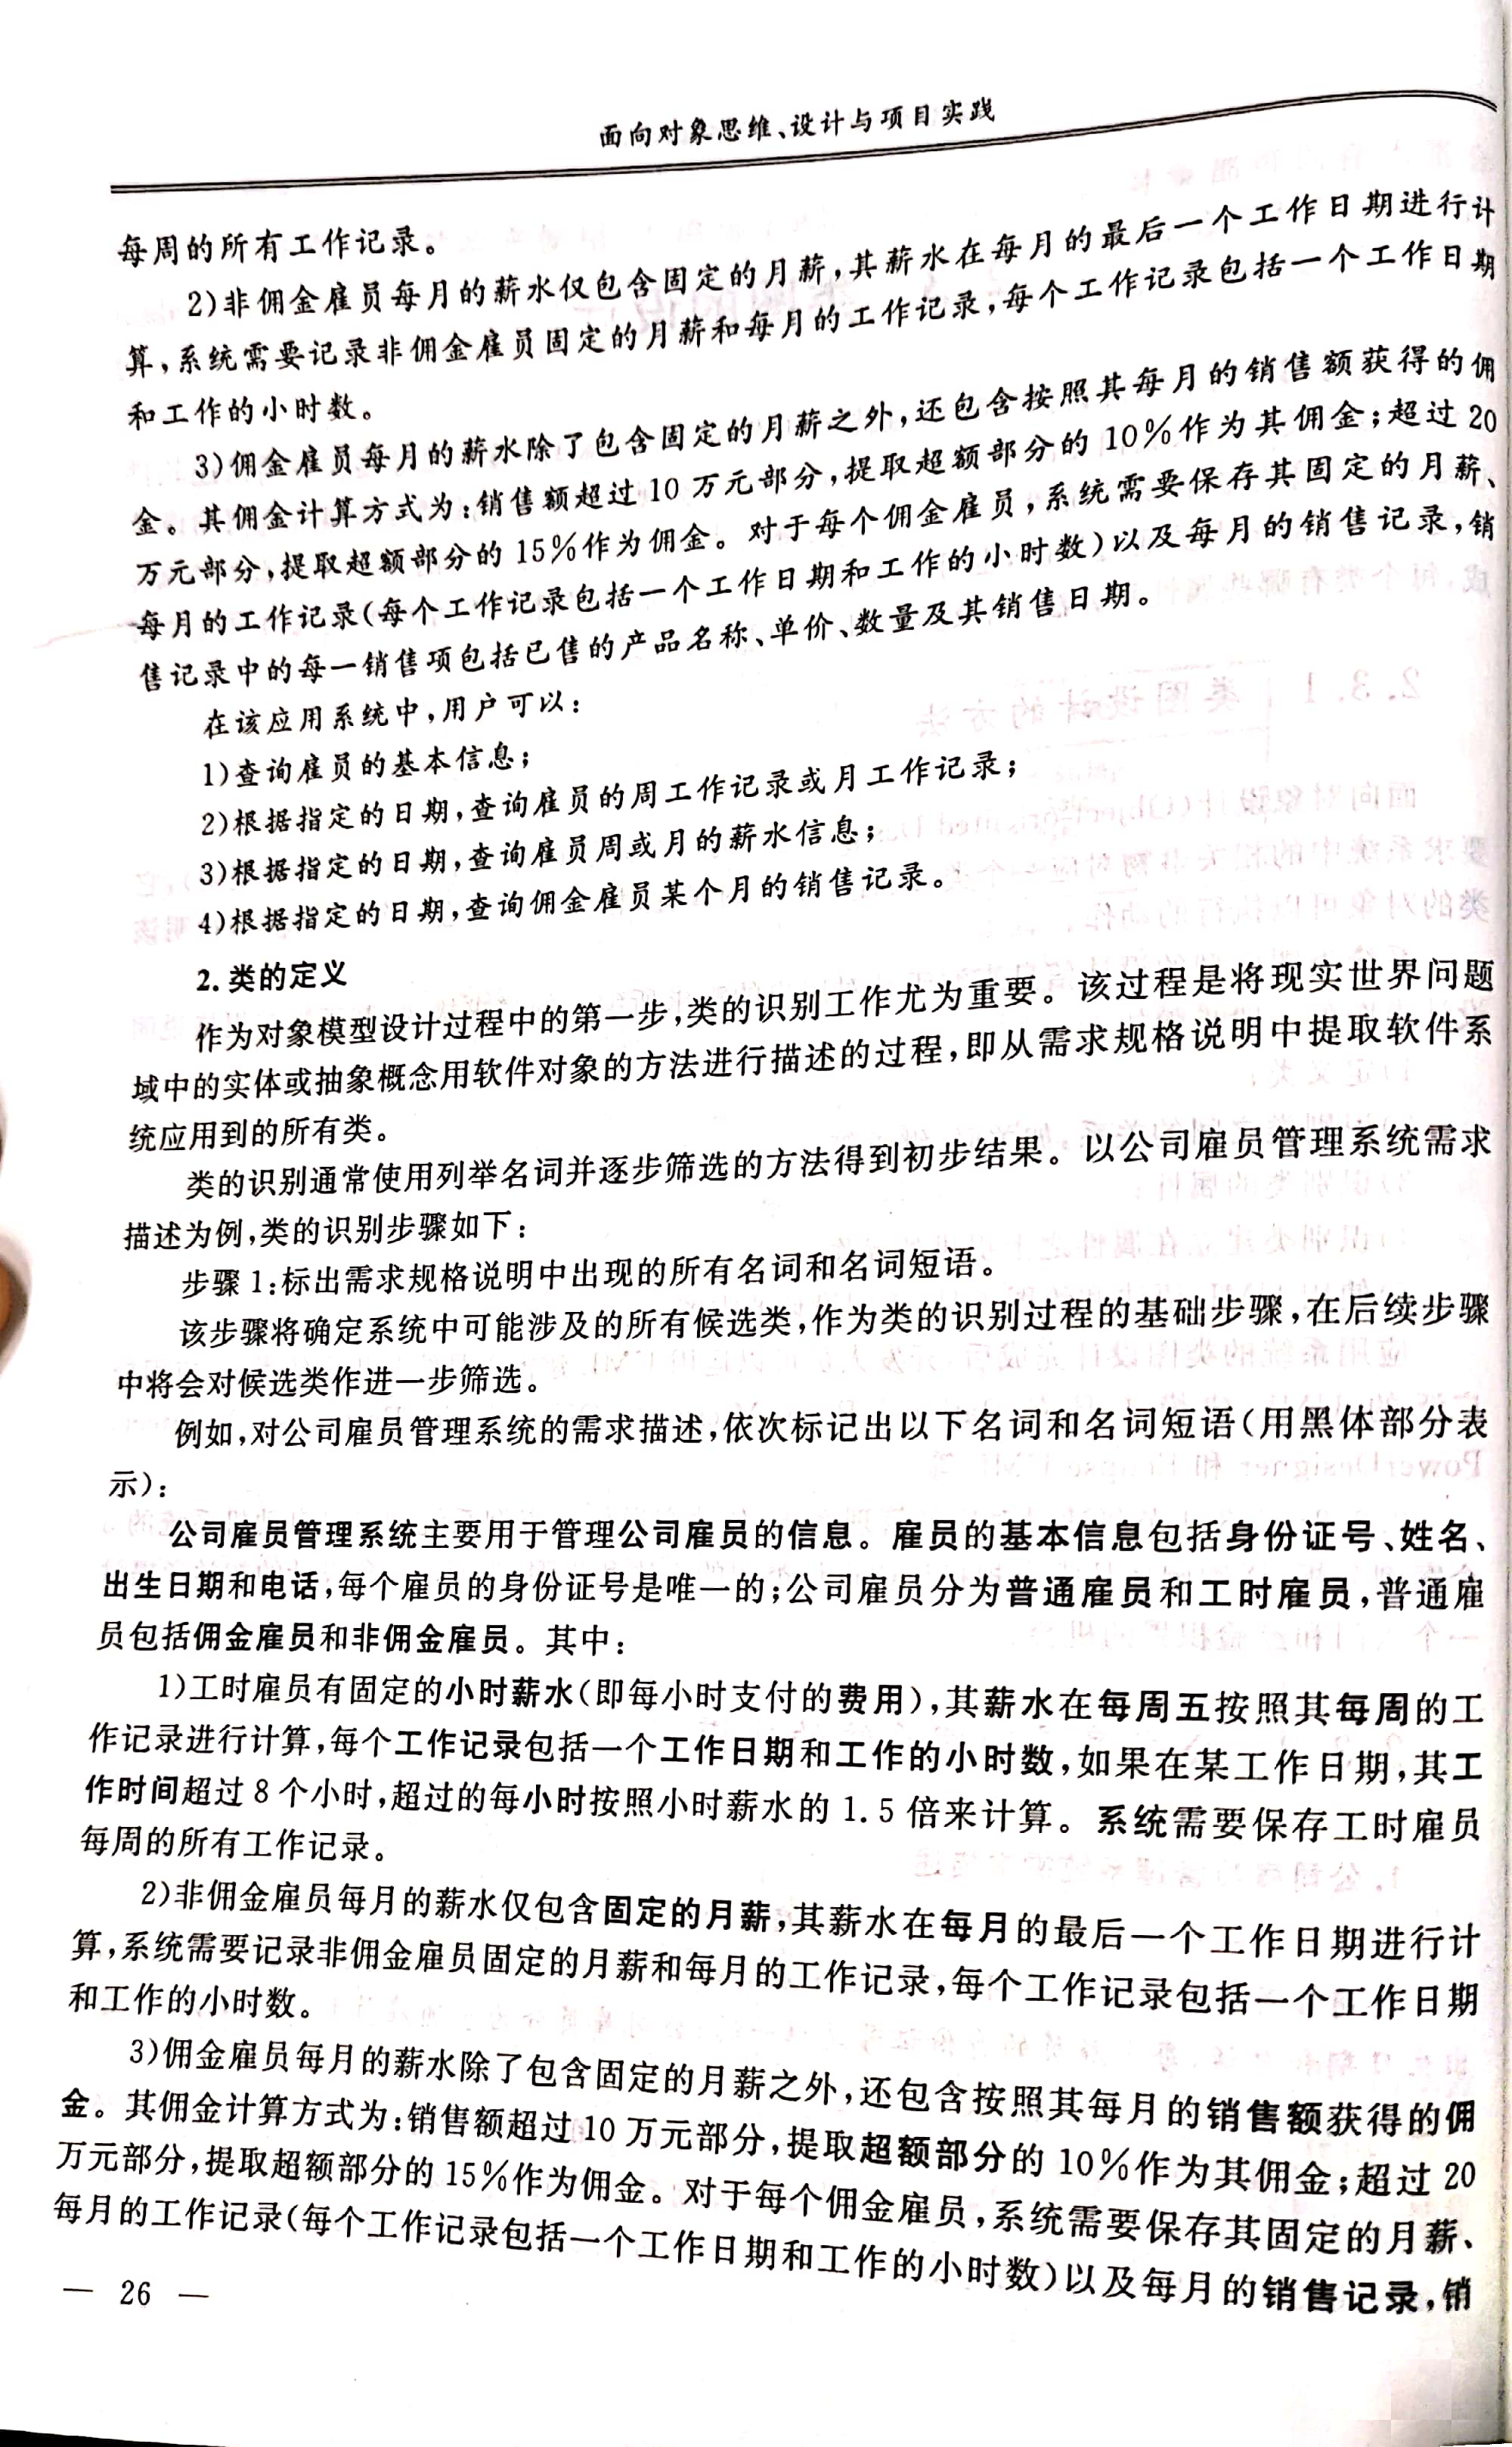 面向对象思维、设计与项目实践
每周的所有工作记录。
2)非佣金雇员每月的薪水仅包含固定的月薪,其薪水在每月的最后一个工作日期进行计
算,系统需要记录非佣金雇员固定的月薪和每月的工作记录,每个工作记录包括一个工作日期
和工作的小时数。
3)佣金雇员每月的薪水除了包含固定的月薪之外,还包含按照其每月的销售额获得的佣
金。其佣金计算方式为:销售额超过10万元部分,提取超额部分的10%作为其佣金;超过20
万元部分,提取超额部分的15%作为佣金。对于每个佣金雇员,系统需要保存其固定的月薪、
每月的工作记录(每个工作记录包括一个工作日期和工作的小时数)以及每月的销售记录,销
售记录中的每一销售项包括已售的产品名称、单价、数量及其销售日期。
在该应用系统中,用户可以:
1)查询雇员的基本信息;
2)根据指定的日期,查询雇员的周工作记录或月工作记录;
3)根据指定的日期,查询雇员周或月的薪水信息;
4)根据指定的日期,查询佣金雇员某个月的销售记录。
2.类的定义
作为对象模型设计过程中的第一步,类的识别工作尤为重要。该过程是将现实世界问题
域中的实体或抽象概念用软件对象的方法进行描述的过程,即从需求规格说明中提取软件系
统应用到的所有类。
类的识别通常使用列举名词并逐步筛选的方法得到初步结果。以公司雇员管理系统需求
描述为例,类的识别步骤如下:
步骤1:标出需求规格说明中出现的所有名词和名词短语。
该步骤将确定系统中可能涉及的所有候选类,作为类的识别过程的基础步骤,在后续步骤
中将会对候选类作进一步筛选。
例如,对公司雇员管理系统的需求描述,依次标记出以下名词和名词短语(用黑体部分表
示):
公司雇员管理系统主要用于管理公司雇员的信息。雇员的基本信息包括身份证号、姓名、
出生日期和电话,每个雇员的身份证号是唯一的;公司雇员分为普通雇员和工时雇员,普通雇
员包括佣金雇员和非佣金雇员。其中:
1)工时雇员有固定的小时薪水(即每小时支付的费用),其薪水在每周五按照其每周的工
作记录进行计算,每个工作记录包括一个工作日期和工作的小时数,如果在某工作日期,其工
作时间超过8个小时,超过的每小时按照小时薪水的1.5倍来计算。系统需要保存工时雇员
每周的所有工作记录。
2)非佣金雇员每月的薪水仅包含固定的月薪,其薪水在每月的最后一个工作日期进行计
算,系统需要记录非佣金雇员固定的月薪和每月的工作记录,每个工作记录包括一个工作日期
和工作的小时数。
3)佣金雇员每月的薪水除了包含固定的月薪之外,还包含按照其每月的销售额获得的佣
金。其佣金计算方式为:销售额超过10万元部分,提取超额部分的10%作为其佣金;超过20
万元部分,提取超额部分的15%作为佣金。对于每个佣金雇员,系统需要保存其固定的月薪、
每月的工作记录(每个工作记录包括一个工作日期和工作的小时数)以及每月的销售记录,销
— 26 —